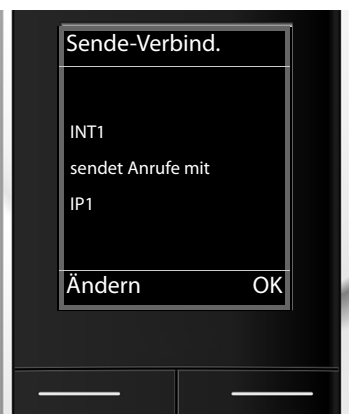 Sende-Verbind.
INT1
sendet Anrufe mit
IP1
Ändern OK